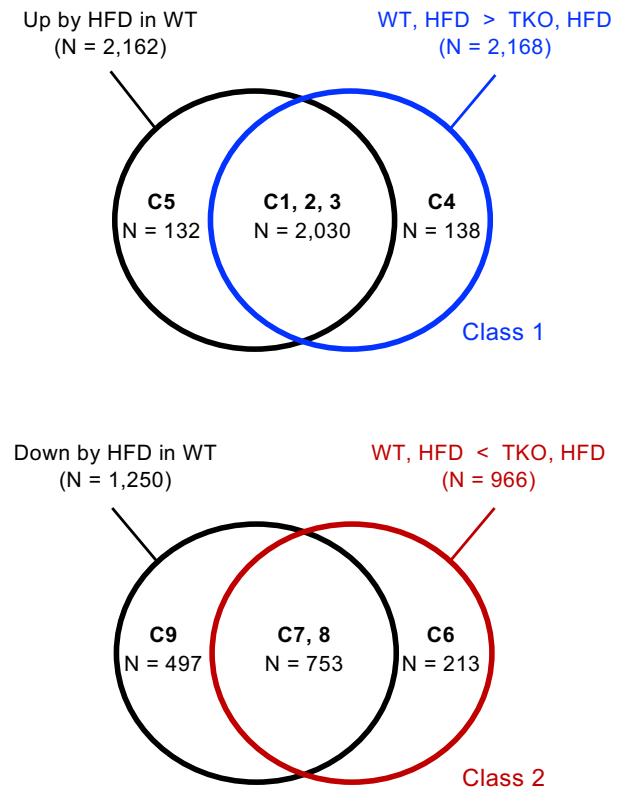 Up by HFD in WT
(N = 2,162)
WT, HFD > TKO, HFD
(N = 2,168)
C5
N = 132
C1, 2, 3
N = 2,030
C4
N = 138
Class 1
Down by HFD in WT
(N = 1,250)
WT, HFD < TKO, HFD
(N = 966)
C9
N = 497
C7, 8
N = 753
C6
N = 213
Class 2